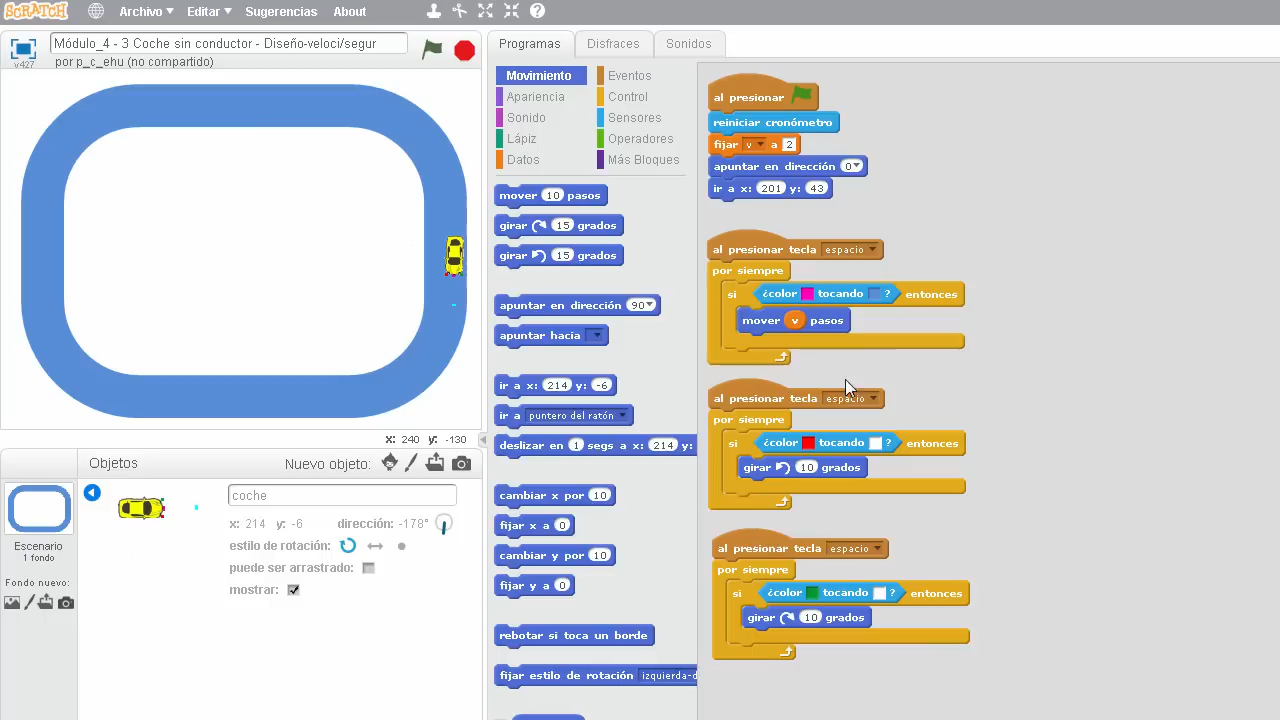 SCRATCH Archivo Editar Sugerencias About
v427
Módulo_4 - 3 Coche sin conductor - Diseño-veloci/segur
por p_c_ehu (no compartido)
X: 240 y: -130
Objetos
Nuevo objeto:
Escenario
1 fondo
Fondo nuevo:
coche
x: 214 y: -6 dirección: -178°
estilo de rotación:
puede ser arrastrado:
mostrar:
Programas Disfraces Sonidos
Movimiento Eventos
Apariencia Control
Sonido Sensores
Lápiz Operadores
Datos Más Bloques
mover 10 pasos
girar 15 grados
girar 15 grados
apuntar en dirección 90
apuntar hacia
ir a x: 214 y: -6
ir a puntero del ratón
deslizar en 1 segs a x: 214 y:
cambiar x por 10
fijar x a 0
cambiar y por 10
fijar y a 0
rebotar si toca un borde
fijar estilo de rotación izquierda-d
al presionar
reiniciar cronómetro
fijar v a 2
apuntar en dirección 0
ir a x: 201 y: 43
al presionar tecla espacio
por siempre
si ¿color tocando ? entonces
mover v pasos
al presionar tecla espacio
por siempre
si ¿color tocando ? entonces
girar 10 grados
al presionar tecla espacio
por siempre
si ¿color tocando ? entonces
girar 10 grados